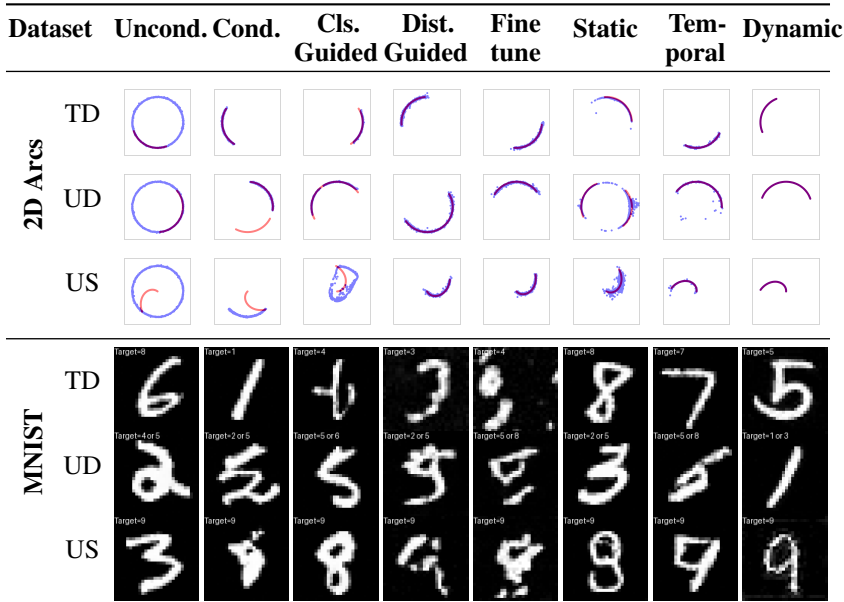 Dataset Uncond. Cond. Cls. Guided Dist. Guided Fine tune Static Tem-poral Dynamic
2D Arcs
TD
UD
US
MNIST
TD
Target=8 Target=1 Target=4 Target=3 Target=4 Target=8 Target=7 Target=5
UD
Target=4 or 5 Target=2 or 5 Target=5 or 6 Target=2 or 5 Target=5 or 8 Target=2 or 5 Target=5 or 8 Target=1 or 3
US
Target=9 Target=9 Target=9 Target=9 Target=9 Target=9 Target=9 Target=9